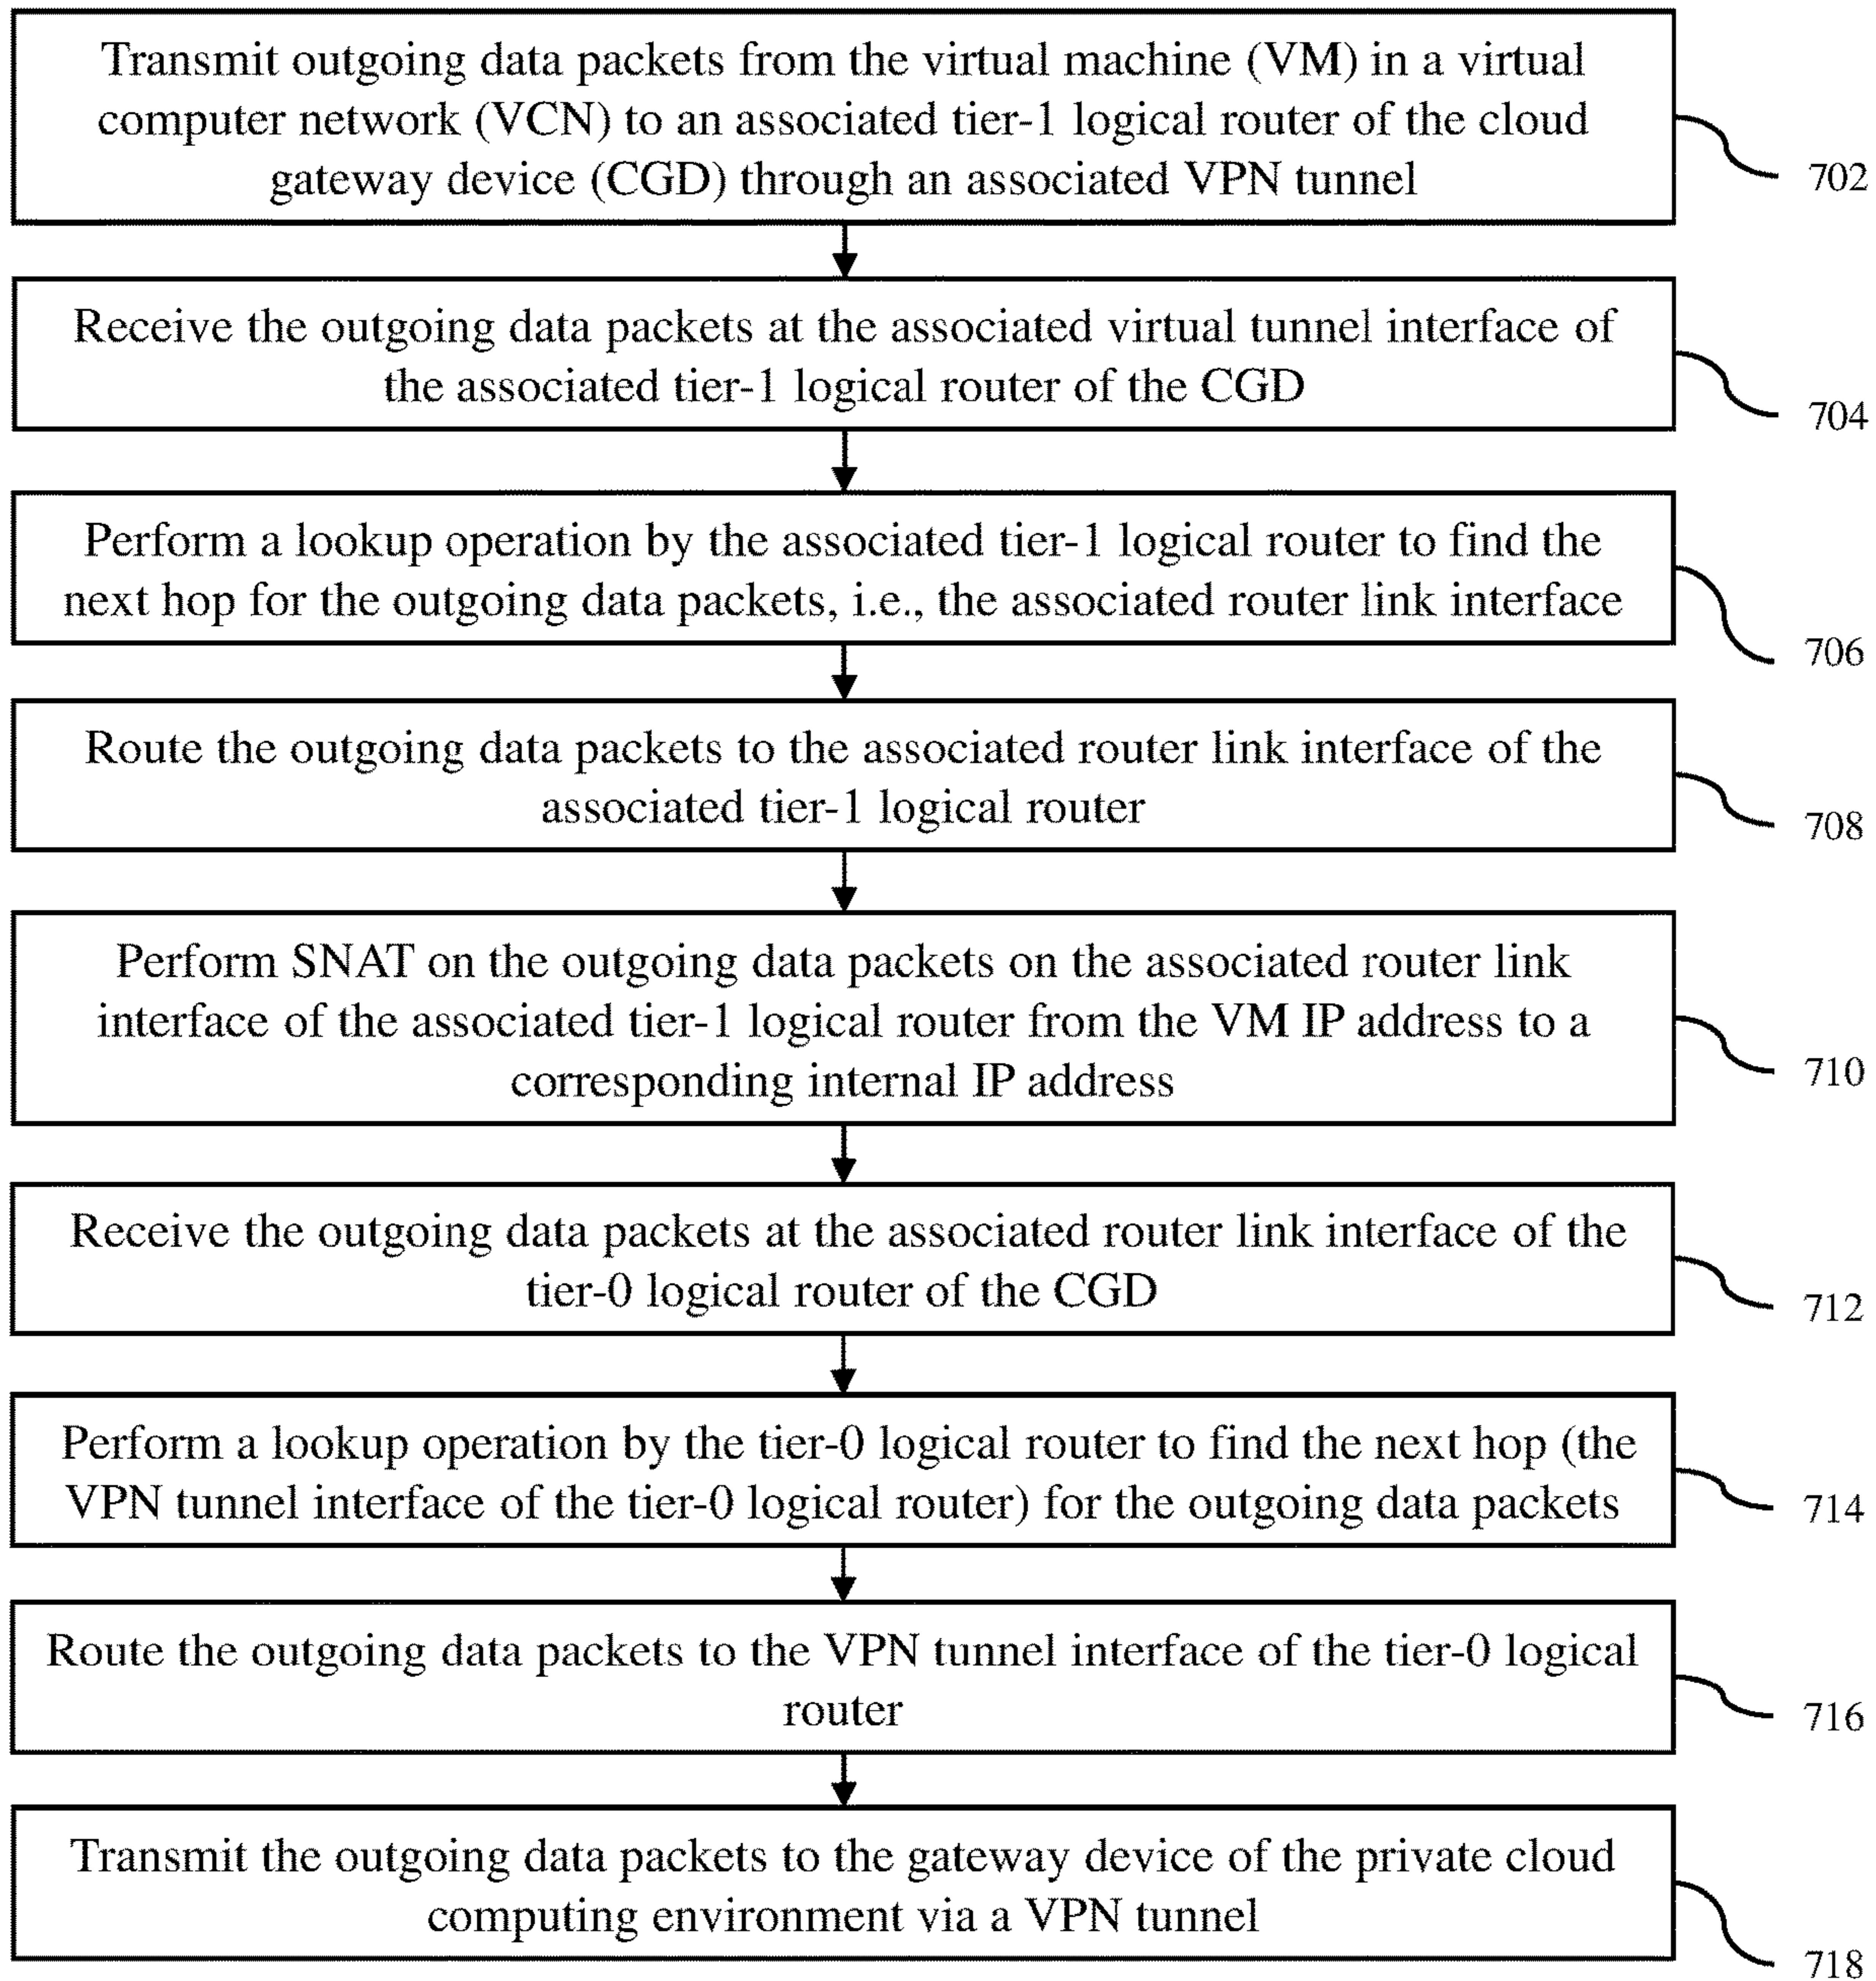 Transmit outgoing data packets from the virtual machine (VM) in a virtual
computer network (VCN) to an associated tier-1 logical router of the cloud
gateway device (CGD) through an associated VPN tunnel
702
Receive the outgoing data packets at the associated virtual tunnel interface of
the associated tier-1 logical router of the CGD
704
Perform a lookup operation by the associated tier-1 logical router to find the
next hop for the outgoing data packets, i.e., the associated router link interface
706
Route the outgoing data packets to the associated router link interface of the
associated tier-1 logical router
708
Perform SNAT on the outgoing data packets on the associated router link
interface of the associated tier-1 logical router from the VM IP address to a
corresponding internal IP address
710
Receive the outgoing data packets at the associated router link interface of the
tier-0 logical router of the CGD
712
Perform a lookup operation by the tier-0 logical router to find the next hop (the
VPN tunnel interface of the tier-0 logical router) for the outgoing data packets
714
Route the outgoing data packets to the VPN tunnel interface of the tier-0 logical
router
716
Transmit the outgoing data packets to the gateway device of the private cloud
computing environment via a VPN tunnel
718